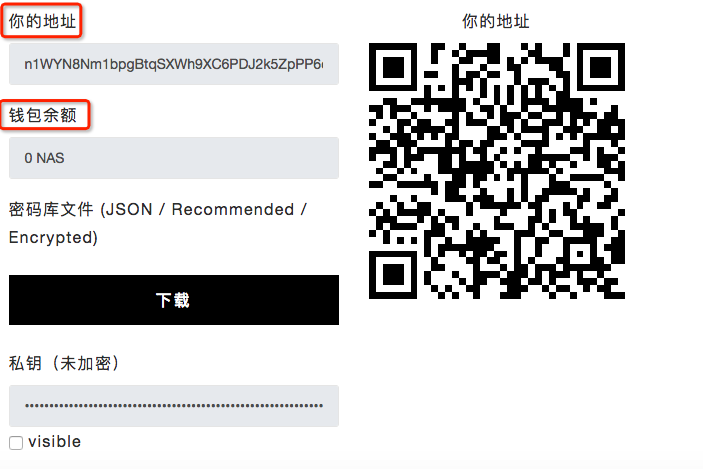 你的地址
n1WYN8Nm1bpgBtqSXWh9XC6PDJ2k5ZpPP6
钱包余额
0 NAS
密码库文件 (JSON / Recommended /
Encrypted)
下载
私钥（未加密）
visible
你的地址